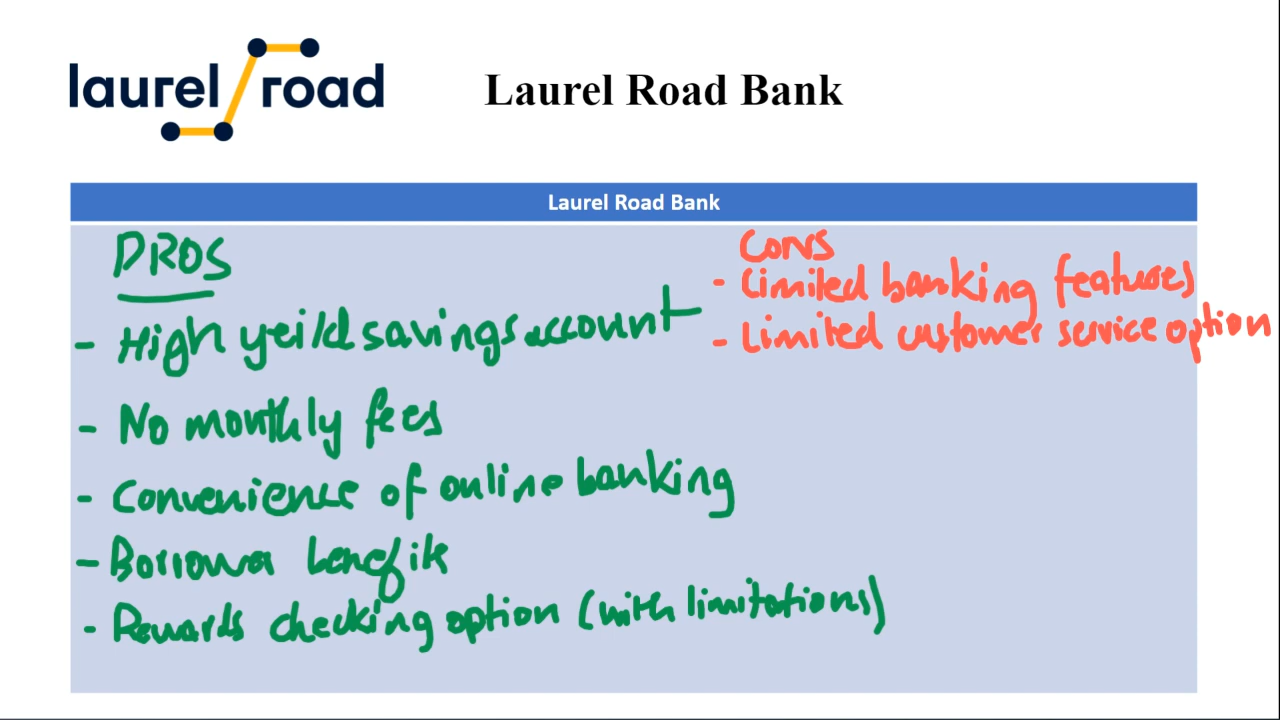 laurel road
Laurel Road Bank
Laurel Road Bank
PROS
- High yeild savings account
- No monthly fees
- Convenience of online banking
- Borrower benefits
- Rewards checking option (with limitations)
Cons
- Limited banking features
- Limited customer service option